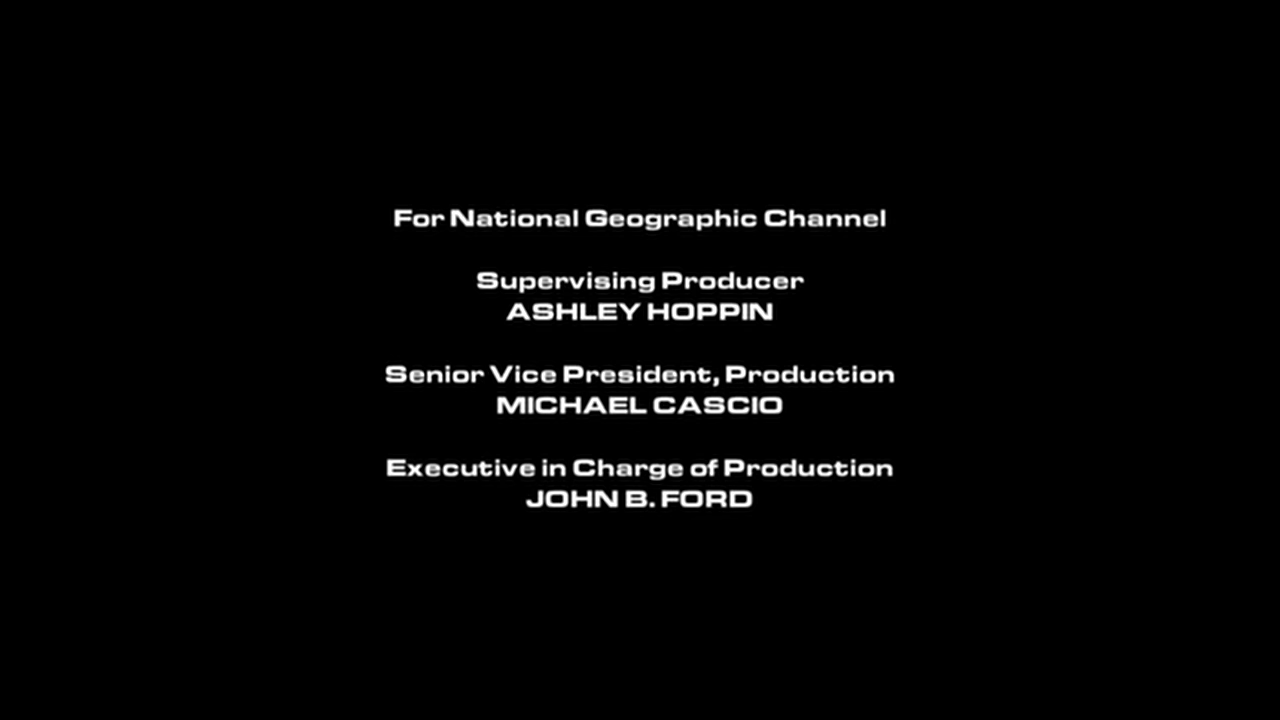 For National Geographic Channel
Supervising Producer
ASHLEY HOPPIN
Senior Vice President, Production
MICHAEL CASCIO
Executive in Charge of Production
JOHN B. FORD